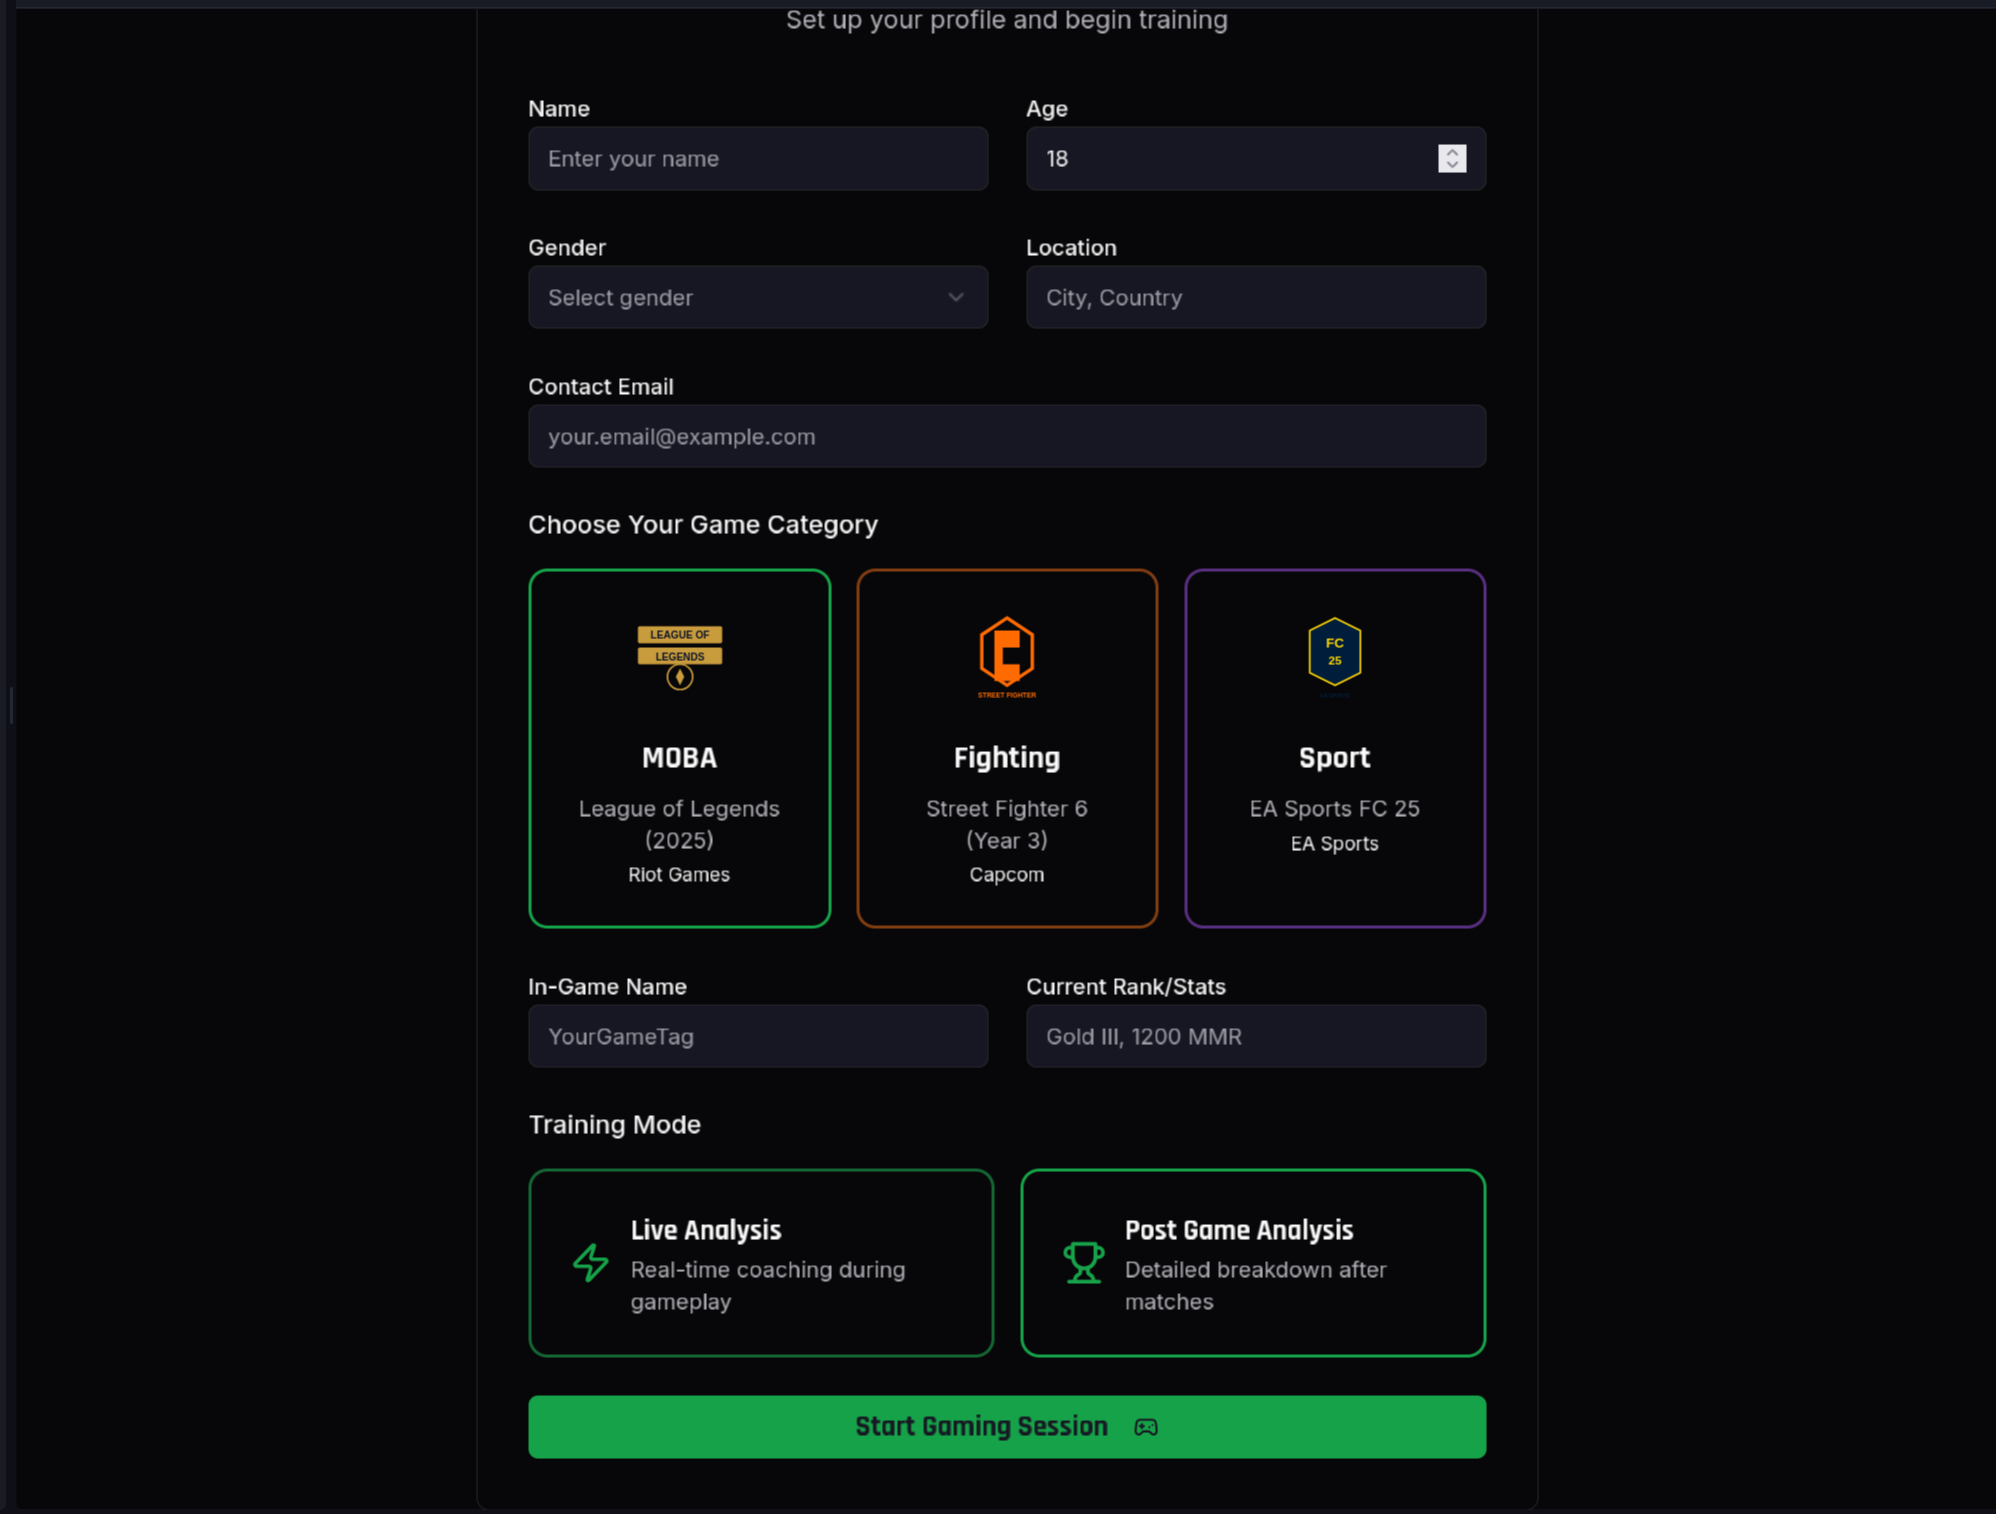 Set up your profile and begin training
Name
Age
Enter your name
18
Gender
Location
Select gender
City, Country
Contact Email
your.email@example.com
Choose Your Game Category
LEAGUE OF
LEGENDS
STREET FIGHTER
FC
25
MOBA
Fighting
Sport
League of Legends
(2025)
Riot Games
Street Fighter 6
(Year 3)
Capcom
EA Sports FC 25
EA Sports
In-Game Name
Current Rank/Stats
YourGameTag
Gold III, 1200 MMR
Training Mode
Live Analysis
Real-time coaching during
gameplay
Post Game Analysis
Detailed breakdown after
matches
Start Gaming Session